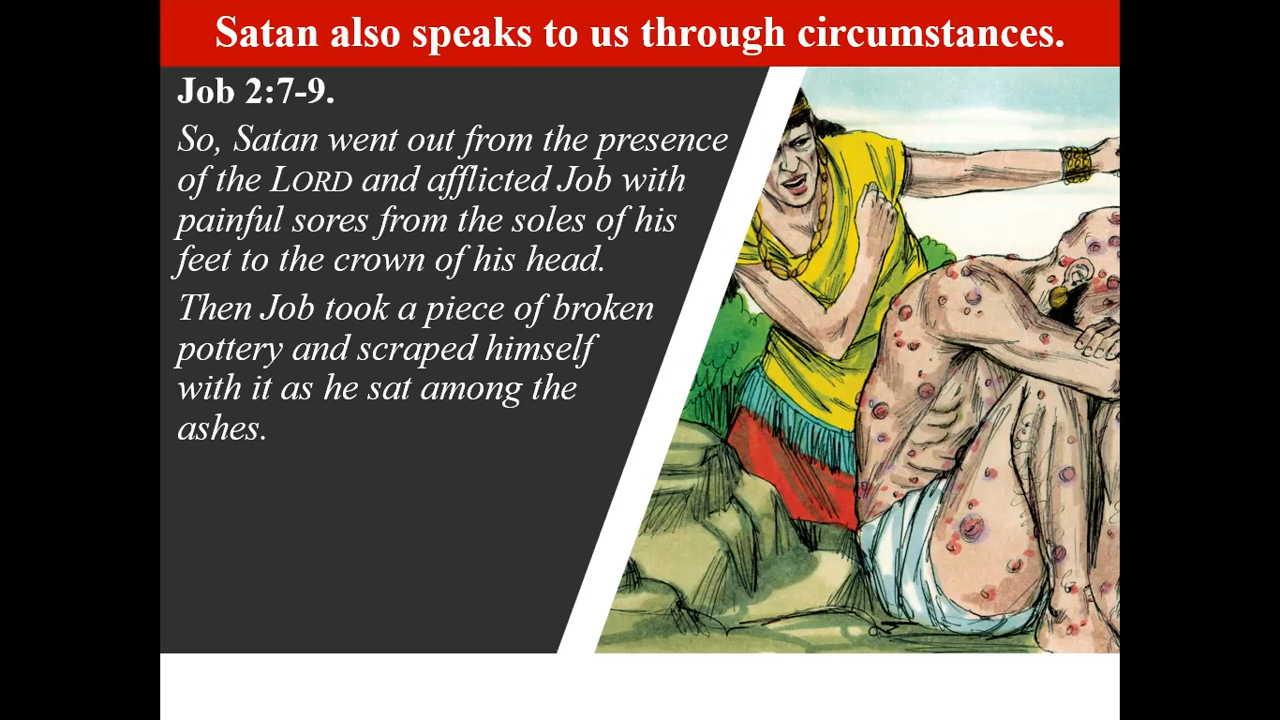 Satan also speaks to us through circumstances.
Job 2:7-9.
So, Satan went out from the presence
of the LORD and afflicted Job with
painful sores from the soles of his
feet to the crown of his head.
Then Job took a piece of broken
pottery and scraped himself
with it as he sat among the
ashes.